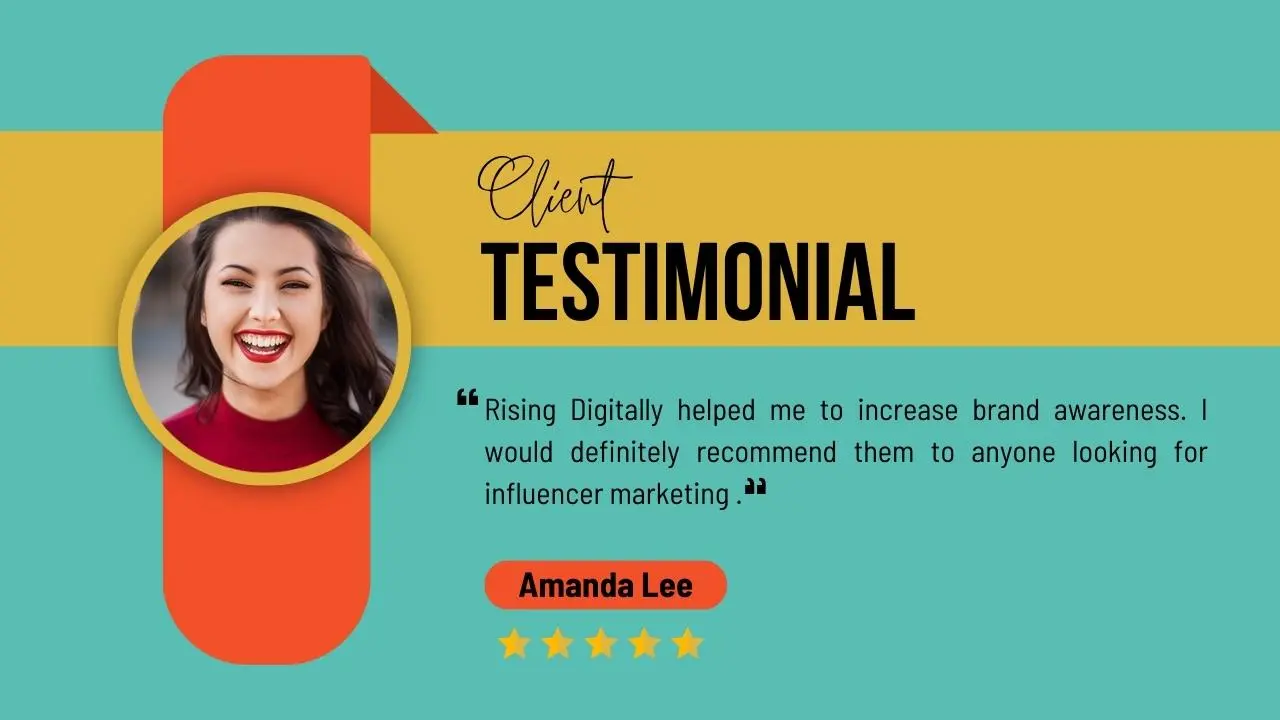 Client
TESTIMONIAL
❝Rising Digitally helped me to increase brand awareness. I
would definitely recommend them to anyone looking for
influencer marketing .❞
Amanda Lee